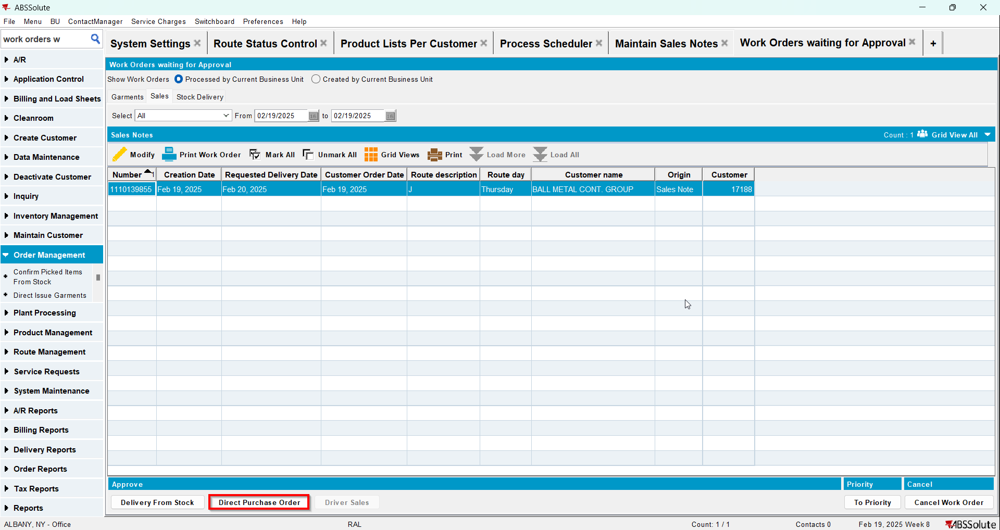 ABSSolute
File Menu BU ContactManager Service Charges Switchboard Preferences Help
work orders w
System Settings Route Status Control Product Lists Per Customer Process Scheduler Maintain Sales Notes Work Orders waiting for Approval +
A/R
Application Control
Billing and Load Sheets
Cleanroom
Create Customer
Data Maintenance
Deactivate Customer
Inquiry
Inventory Management
Maintain Customer
Order Management
Confirm Picked Items
From Stock
Direct Issue Garments
Plant Processing
Product Management
Route Management
Service Requests
System Maintenance
A/R Reports
Billing Reports
Delivery Reports
Order Reports
Tax Reports
Reports
Work Orders waiting for Approval
Show Work Orders Processed by Current Business Unit Created by Current Business Unit
Garments Sales Stock Delivery
Select All From 02/19/2025 to 02/19/2025
Sales Notes Count : 1 Grid View All
Modify Print Work Order Mark All Unmark All Grid Views Print Load More Load All
Number 1 Creation Date Requested Delivery Date Customer Order Date Route description Route day Customer name Origin Customer
1110139855 Feb 19, 2025 Feb 20, 2025 Feb 19, 2025 J Thursday BALL METAL CONT. GROUP Sales Note 17188
Approve Priority Cancel
Delivery From Stock Direct Purchase Order Driver Sales To Priority Cancel Work Order
ALBANY, NY - Office RAL Count: 1 / 1 Contacts 0 Feb 19, 2025 Week 8 ABSSolute